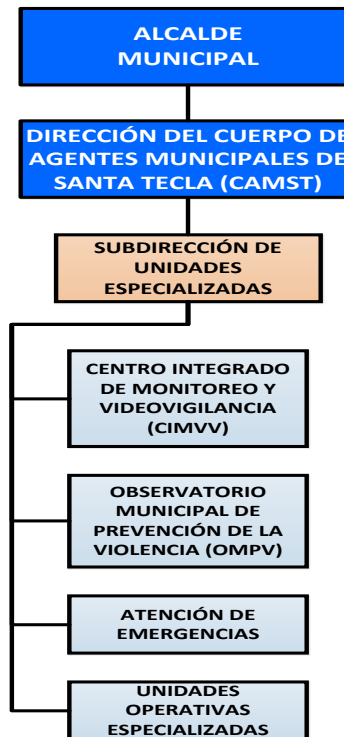 ALCALDE
MUNICIPAL
DIRECCIÓN DEL CUERPO DE
AGENTES MUNICIPALES DE
SANTA TECLA (CAMST)
SUBDIRECCIÓN DE
UNIDADES
ESPECIALIZADAS
CENTRO INTEGRADO
DE MONITOREO Y
VIDEOVIGILANCIA
(CIMVV)
OBSERVATORIO
MUNICIPAL DE
PREVENCIÓN DE LA
VIOLENCIA (OMPV)
ATENCIÓN DE
EMERGENCIAS
UNIDADES
OPERATIVAS
ESPECIALIZADAS